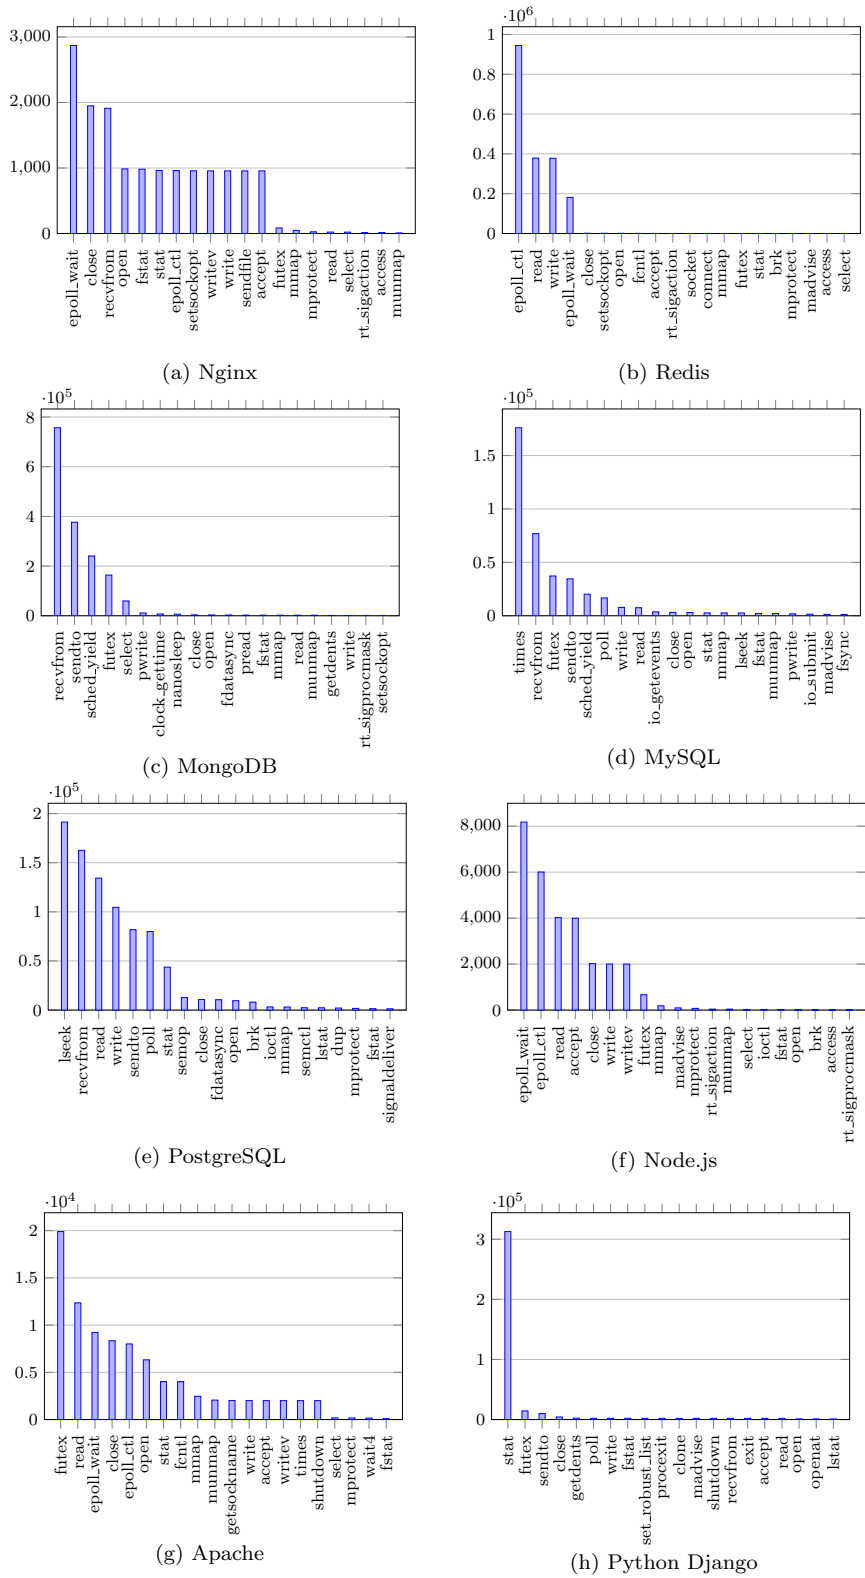 3,000
2,000
1,000
0
epoll_wait
close
recvfrom
open
fstat
stat
epoll_ctl
setsockopt
writev
write
sendfile
accept
futex
mmap
mprotect
read
select
rt_sigaction
access
munmap
(a) Nginx
·10^6
1
0.8
0.6
0.4
0.2
0
epoll_ctl
read
write
epoll_wait
close
setsockopt
open
fcntl
accept
rt_sigaction
socket
connect
mmap
futex
stat
brk
mprotect
madvise
access
select
(b) Redis
·10^5
8
6
4
2
0
recvfrom
sendto
sched_yield
futex
select
pwrite
clock_gettime
nanosleep
close
open
fdatasync
pread
fstat
mmap
read
munmap
getdents
write
rt_sigprocmask
setsockopt
(c) MongoDB
·10^5
1.5
1
0.5
0
times
recvfrom
futex
sendto
sched_yield
poll
write
read
io_getevents
close
open
stat
mmap
lseek
fstat
munmap
pwrite
io_submit
madvise
fsync
(d) MySQL
·10^5
2
1.5
1
0.5
0
lseek
recvfrom
read
write
sendto
poll
stat
semop
close
fdatasync
open
brk
ioctl
mmap
semctl
lstat
dup
mprotect
fstat
signaldeliver
(e) PostgreSQL
8,000
6,000
4,000
2,000
0
epoll_wait
epoll_ctl
read
accept
close
write
writev
futex
mmap
madvise
mprotect
rt_sigaction
munmap
select
ioctl
fstat
open
brk
access
rt_sigprocmask
(f) Node.js
·10^4
2
1.5
1
0.5
0
futex
read
epoll_wait
close
epoll_ctl
open
stat
fcntl
mmap
munmap
getsockname
write
accept
writev
times
shutdown
select
mprotect
wait4
fstat
(g) Apache
·10^5
3
2
1
0
stat
futex
sendto
close
getdents
poll
write
fstat
set_robust_list
procexit
clone
madvise
shutdown
recvfrom
exit
accept
read
open
openat
lstat
(h) Python Django